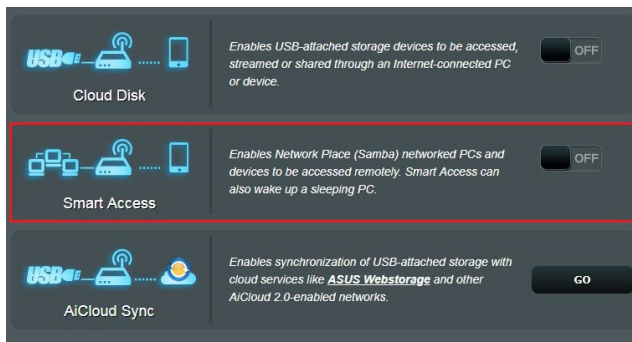 USB
Cloud Disk
Enables USB-attached storage devices to be accessed,
streamed or shared through an Internet-connected PC
or device.
OFF
Smart Access
Enables Network Place (Samba) networked PCs and
devices to be accessed remotely. Smart Access can
also wake up a sleeping PC.
OFF
USB
AiCloud Sync
Enables synchronization of USB-attached storage with
cloud services like ASUS Webstorage and other
AiCloud 2.0-enabled networks.
GO